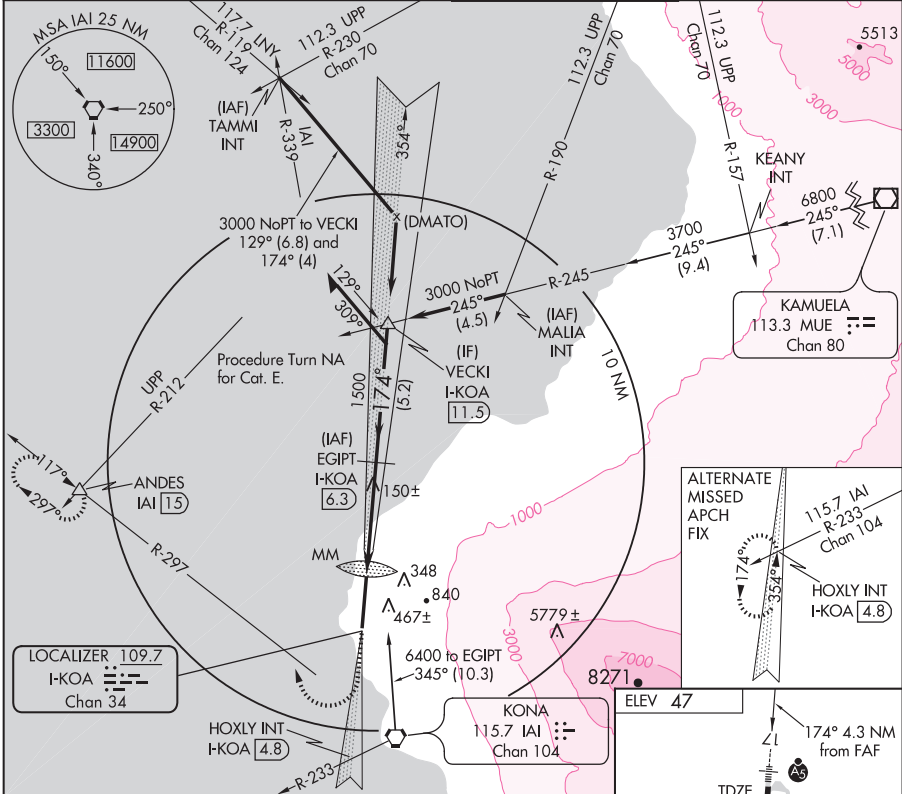 MSA IAI 25 NM
150°
11600
250°
3300
14900
340°
117.7 LNY
R-119
Chan 124
112.3 UPP
R-230
Chan 70
(IAF)
TAMMI
INT
IAI
R-339
354°
112.3 UPP
Chan 70
R-190
112.3 UPP
Chan 70
R-157
1000
3000
5513
5000
KEANY
INT
6800
245°
(7.1)
3700
245°
(9.4)
3000 NoPT to VECKI
129° (6.8) and
174° (4)
(DMATO)
129°
309°
3000 NoPT
245°
(4.5)
R-245
(IAF)
MALIA
INT
KAMUELA
113.3 MUE
Chan 80
10 NM
Procedure Turn NA
for Cat. E.
(IF)
VECKI
I-KOA
11.5
1500
174°
(5.2)
UPP
R-212
(IAF)
EGIPT
I-KOA
6.3
150±
117°
297°
ANDES
IAI 15
R-297
MM
348
840
467±
1000
3000
5779±
7000
8271
ALTERNATE
MISSED
APCH
FIX
115.7 IAI
R-233
Chan 104
174°
354°
HOXLY INT
I-KOA 4.8
LOCALIZER 109.7
I-KOA
Chan 34
6400 to EGIPT
345° (10.3)
KONA
115.7 IAI
Chan 104
HOXLY INT
I-KOA 4.8
R-233
ELEV 47
174° 4.3 NM
from FAF
17
A5
TDZE